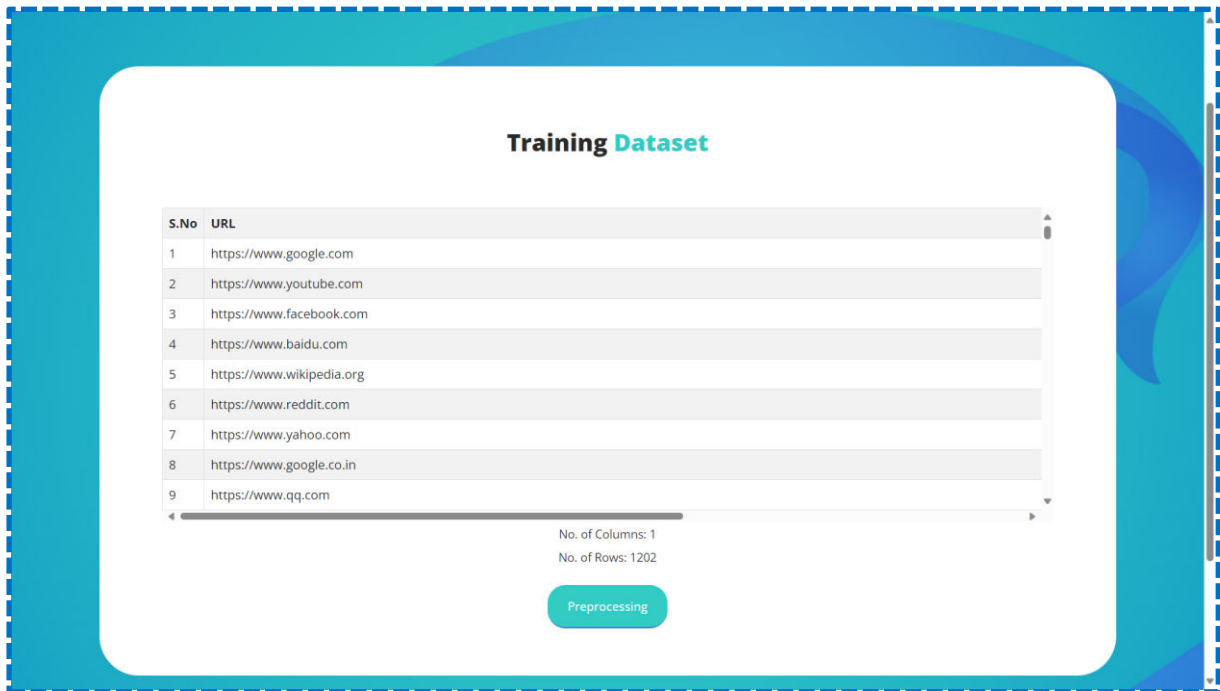 Training Dataset
S.No URL
1 https://www.google.com
2 https://www.youtube.com
3 https://www.facebook.com
4 https://www.baidu.com
5 https://www.wikipedia.org
6 https://www.reddit.com
7 https://www.yahoo.com
8 https://www.google.co.in
9 https://www.qq.com
No. of Columns: 1
No. of Rows: 1202
Preprocessing